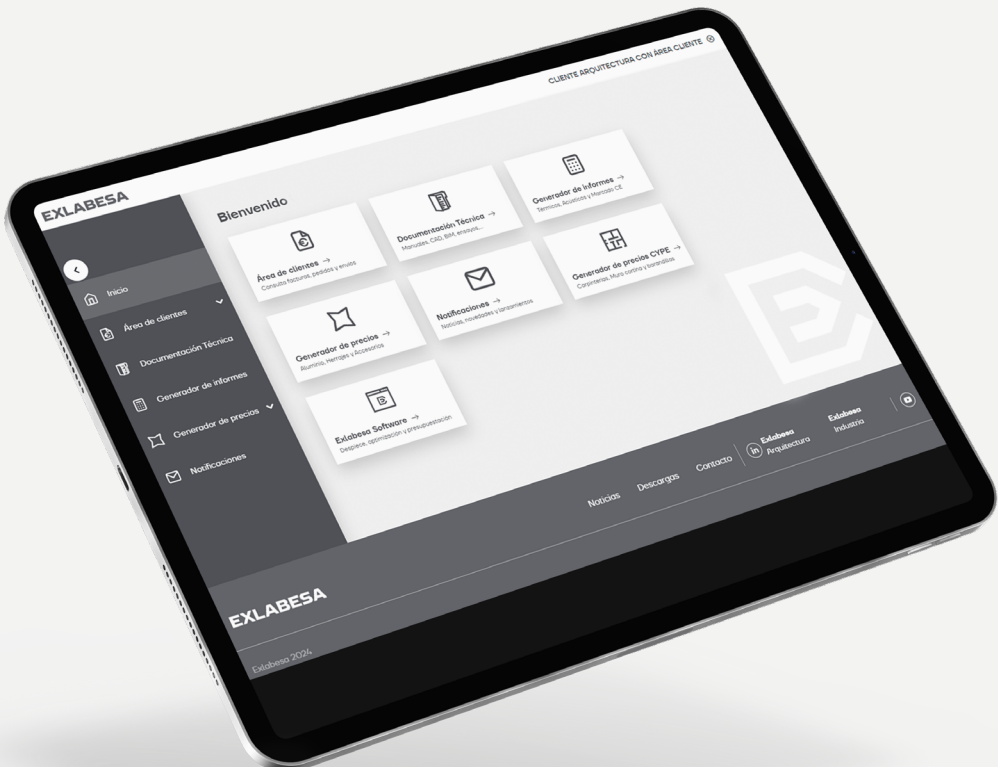 CLIENTE ARQUITECTURA CON ÁREA CLIENTE
EXLABESA
Inicio
Área de clientes
Documentación Técnica
Generador de informes
Generador de precios
Notificaciones
Bienvenido
Área de clientes →
Consulta facturas, pedidos y envíos
Documentación Técnica →
Manuales, CAD, BIM, ensayos...
Generador de informes →
Térmicos, Acústicos y Marcado CE
Generador de precios →
Aluminio, Herrajes y Accesorios
Notificaciones →
Noticias, novedades y lanzamientos
Generador de precios CYPE →
Carpinterías, Muro cortina y barandillas
Exlabesa Software →
Despiece, optimización y presupuestación
Noticias
Descargas
Contacto
in
Exlabesa
Arquitectura
Exlabesa
Industria
EXLABESA
Exlabesa 2024